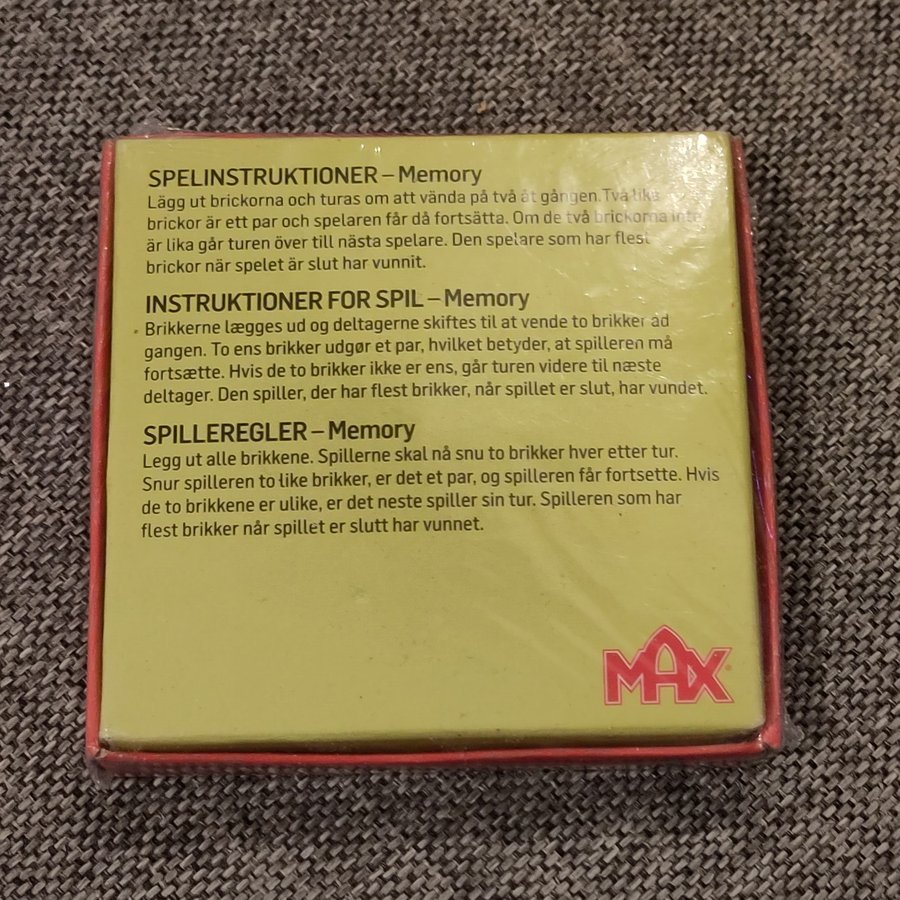 SPELINSTRUKTIONER – Memory
Lägg ut brickorna och turas om att vända på två åt gången. Två lika
brickor är ett par och spelaren får då fortsätta. Om de två brickorna inte
är lika går turen över till nästa spelare. Den spelare som har flest
brickor när spelet är slut har vunnit.
INSTRUKTIONER FOR SPIL – Memory
Brikkerne lægges ud og deltagerne skiftes til at vende to brikker ad
gangen. To ens brikker udgør et par, hvilket betyder, at spilleren må
fortsætte. Hvis de to brikker ikke er ens, går turen videre til næste
deltager. Den spiller, der har flest brikker, når spillet er slut, har vundet.
SPILLEREGLER – Memory
Legg ut alle brikkene. Spillerne skal nå snu to brikker hver etter tur.
Snur spilleren to like brikker, er det et par, og spilleren får fortsette. Hvis
de to brikkene er ulike, er det neste spiller sin tur. Spilleren som har
flest brikker når spillet er slutt har vunnet.
MAX